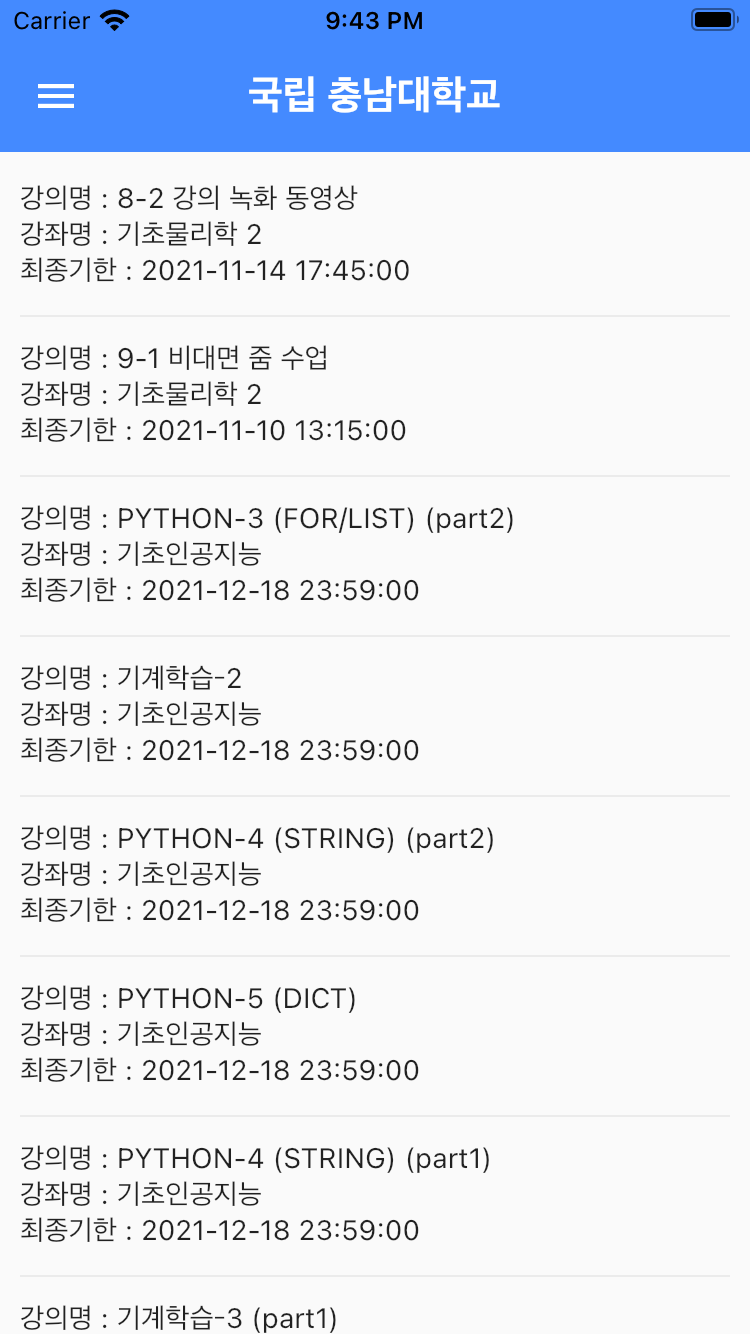 Carrier 9:43 PM
국립 충남대학교
강의명 : 8-2 강의 녹화 동영상
강좌명 : 기초물리학 2
최종기한 : 2021-11-14 17:45:00
강의명 : 9-1 비대면 줌 수업
강좌명 : 기초물리학 2
최종기한 : 2021-11-10 13:15:00
강의명 : PYTHON-3 (FOR/LIST) (part2)
강좌명 : 기초인공지능
최종기한 : 2021-12-18 23:59:00
강의명 : 기계학습-2
강좌명 : 기초인공지능
최종기한 : 2021-12-18 23:59:00
강의명 : PYTHON-4 (STRING) (part2)
강좌명 : 기초인공지능
최종기한 : 2021-12-18 23:59:00
강의명 : PYTHON-5 (DICT)
강좌명 : 기초인공지능
최종기한 : 2021-12-18 23:59:00
강의명 : PYTHON-4 (STRING) (part1)
강좌명 : 기초인공지능
최종기한 : 2021-12-18 23:59:00
강의명 : 기계학습-3 (part1)